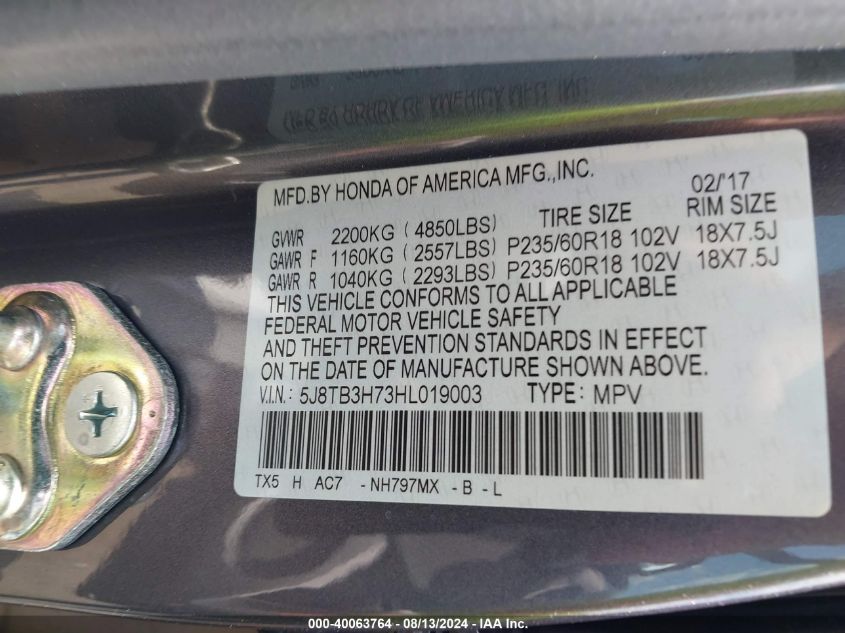 MFD.BY HONDA OF AMERICA MFG.,INC. 02/'17
TIRE SIZE RIM SIZE
GVWR 2200KG (4850LBS)
GAWR F 1160KG (2557LBS) P235/60R18 102V 18X7.5J
GAWR R 1040KG (2293LBS) P235/60R18 102V 18X7.5J
THIS VEHICLE CONFORMS TO ALL APPLICABLE
FEDERAL MOTOR VEHICLE SAFETY
AND THEFT PREVENTION STANDARDS IN EFFECT
ON THE DATE OF MANUFACTURE SHOWN ABOVE.
V.I.N.: 5J8TB3H73HL019003 TYPE: MPV
TX5 H AC7 -NH797MX -B -L
000-40063764 - 08/13/2024 - IAA Inc.